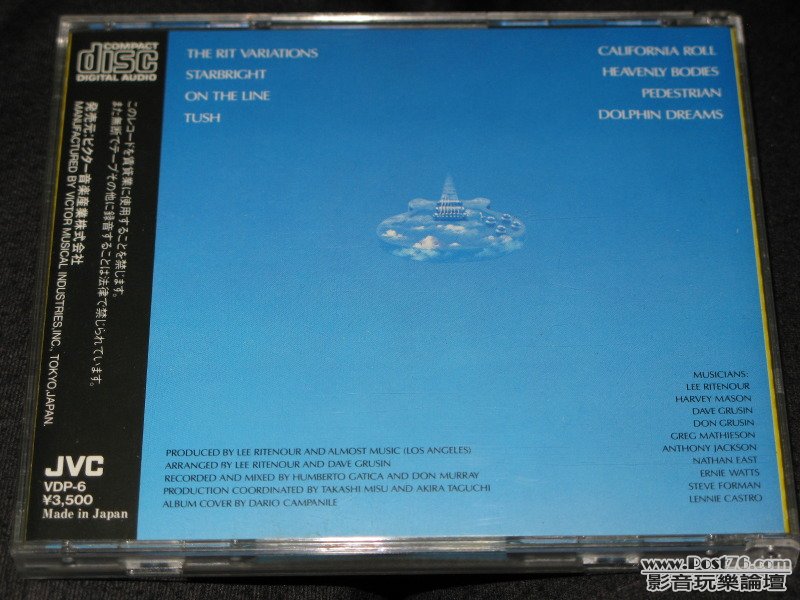 COMPACT
disc
DIGITAL AUDIO
このレコードを賃貸業に使用することを禁じます。
また無断でテープその他に録音することは法律で禁じられています。
発売元:ビクター音楽産業株式会社
MANUFACTURED BY VICTOR MUSICAL INDUSTRIES,INC., TOKYO,JAPAN.
JVC
VDP-6
¥3,500
Made in Japan
THE RIT VARIATIONS
STARBRIGHT
ON THE LINE
TUSH
CALIFORNIA ROLL
HEAVENLY BODIES
PEDESTRIAN
DOLPHIN DREAMS
PRODUCED BY LEE RITENOUR AND ALMOST MUSIC (LOS ANGELES)
ARRANGED BY LEE RITENOUR AND DAVE GRUSIN
RECORDED AND MIXED BY HUMBERTO GATICA AND DON MURRAY
PRODUCTION COORDINATED BY TAKASHI MISU AND AKIRA TAGUCHI
ALBUM COVER BY DARIO CAMPANILE
MUSICIANS:
LEE RITENOUR
HARVEY MASON
DAVE GRUSIN
DON GRUSIN
GREG MATHIESON
ANTHONY JACKSON
NATHAN EAST
ERNIE WATTS
STEVE FORMAN
LENNIE CASTRO
www.Post76.com
影音玩樂論壇